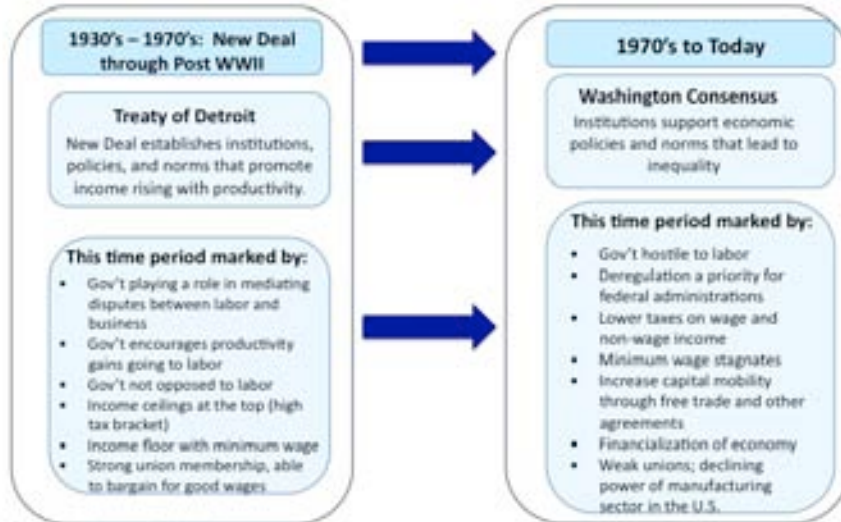 1930's – 1970's: New Deal
through Post WWII
Treaty of Detroit
New Deal establishes institutions,
policies, and norms that promote
income rising with productivity.
This time period marked by:
• Gov't playing a role in mediating
disputes between labor and
business
• Gov't encourages productivity
gains going to labor
• Gov't not opposed to labor
• Income ceilings at the top (high
tax bracket)
• Income floor with minimum wage
• Strong union membership, able
to bargain for good wages
1970's to Today
Washington Consensus
Institutions support economic
policies and norms that lead to
inequality
This time period marked by:
• Gov't hostile to labor
• Deregulation a priority for
federal administrations
• Lower taxes on wage and
non-wage income
• Minimum wage stagnates
• Increase capital mobility
through free trade and other
agreements
• Financialization of economy
• Weak unions; declining
power of manufacturing
sector in the U.S.